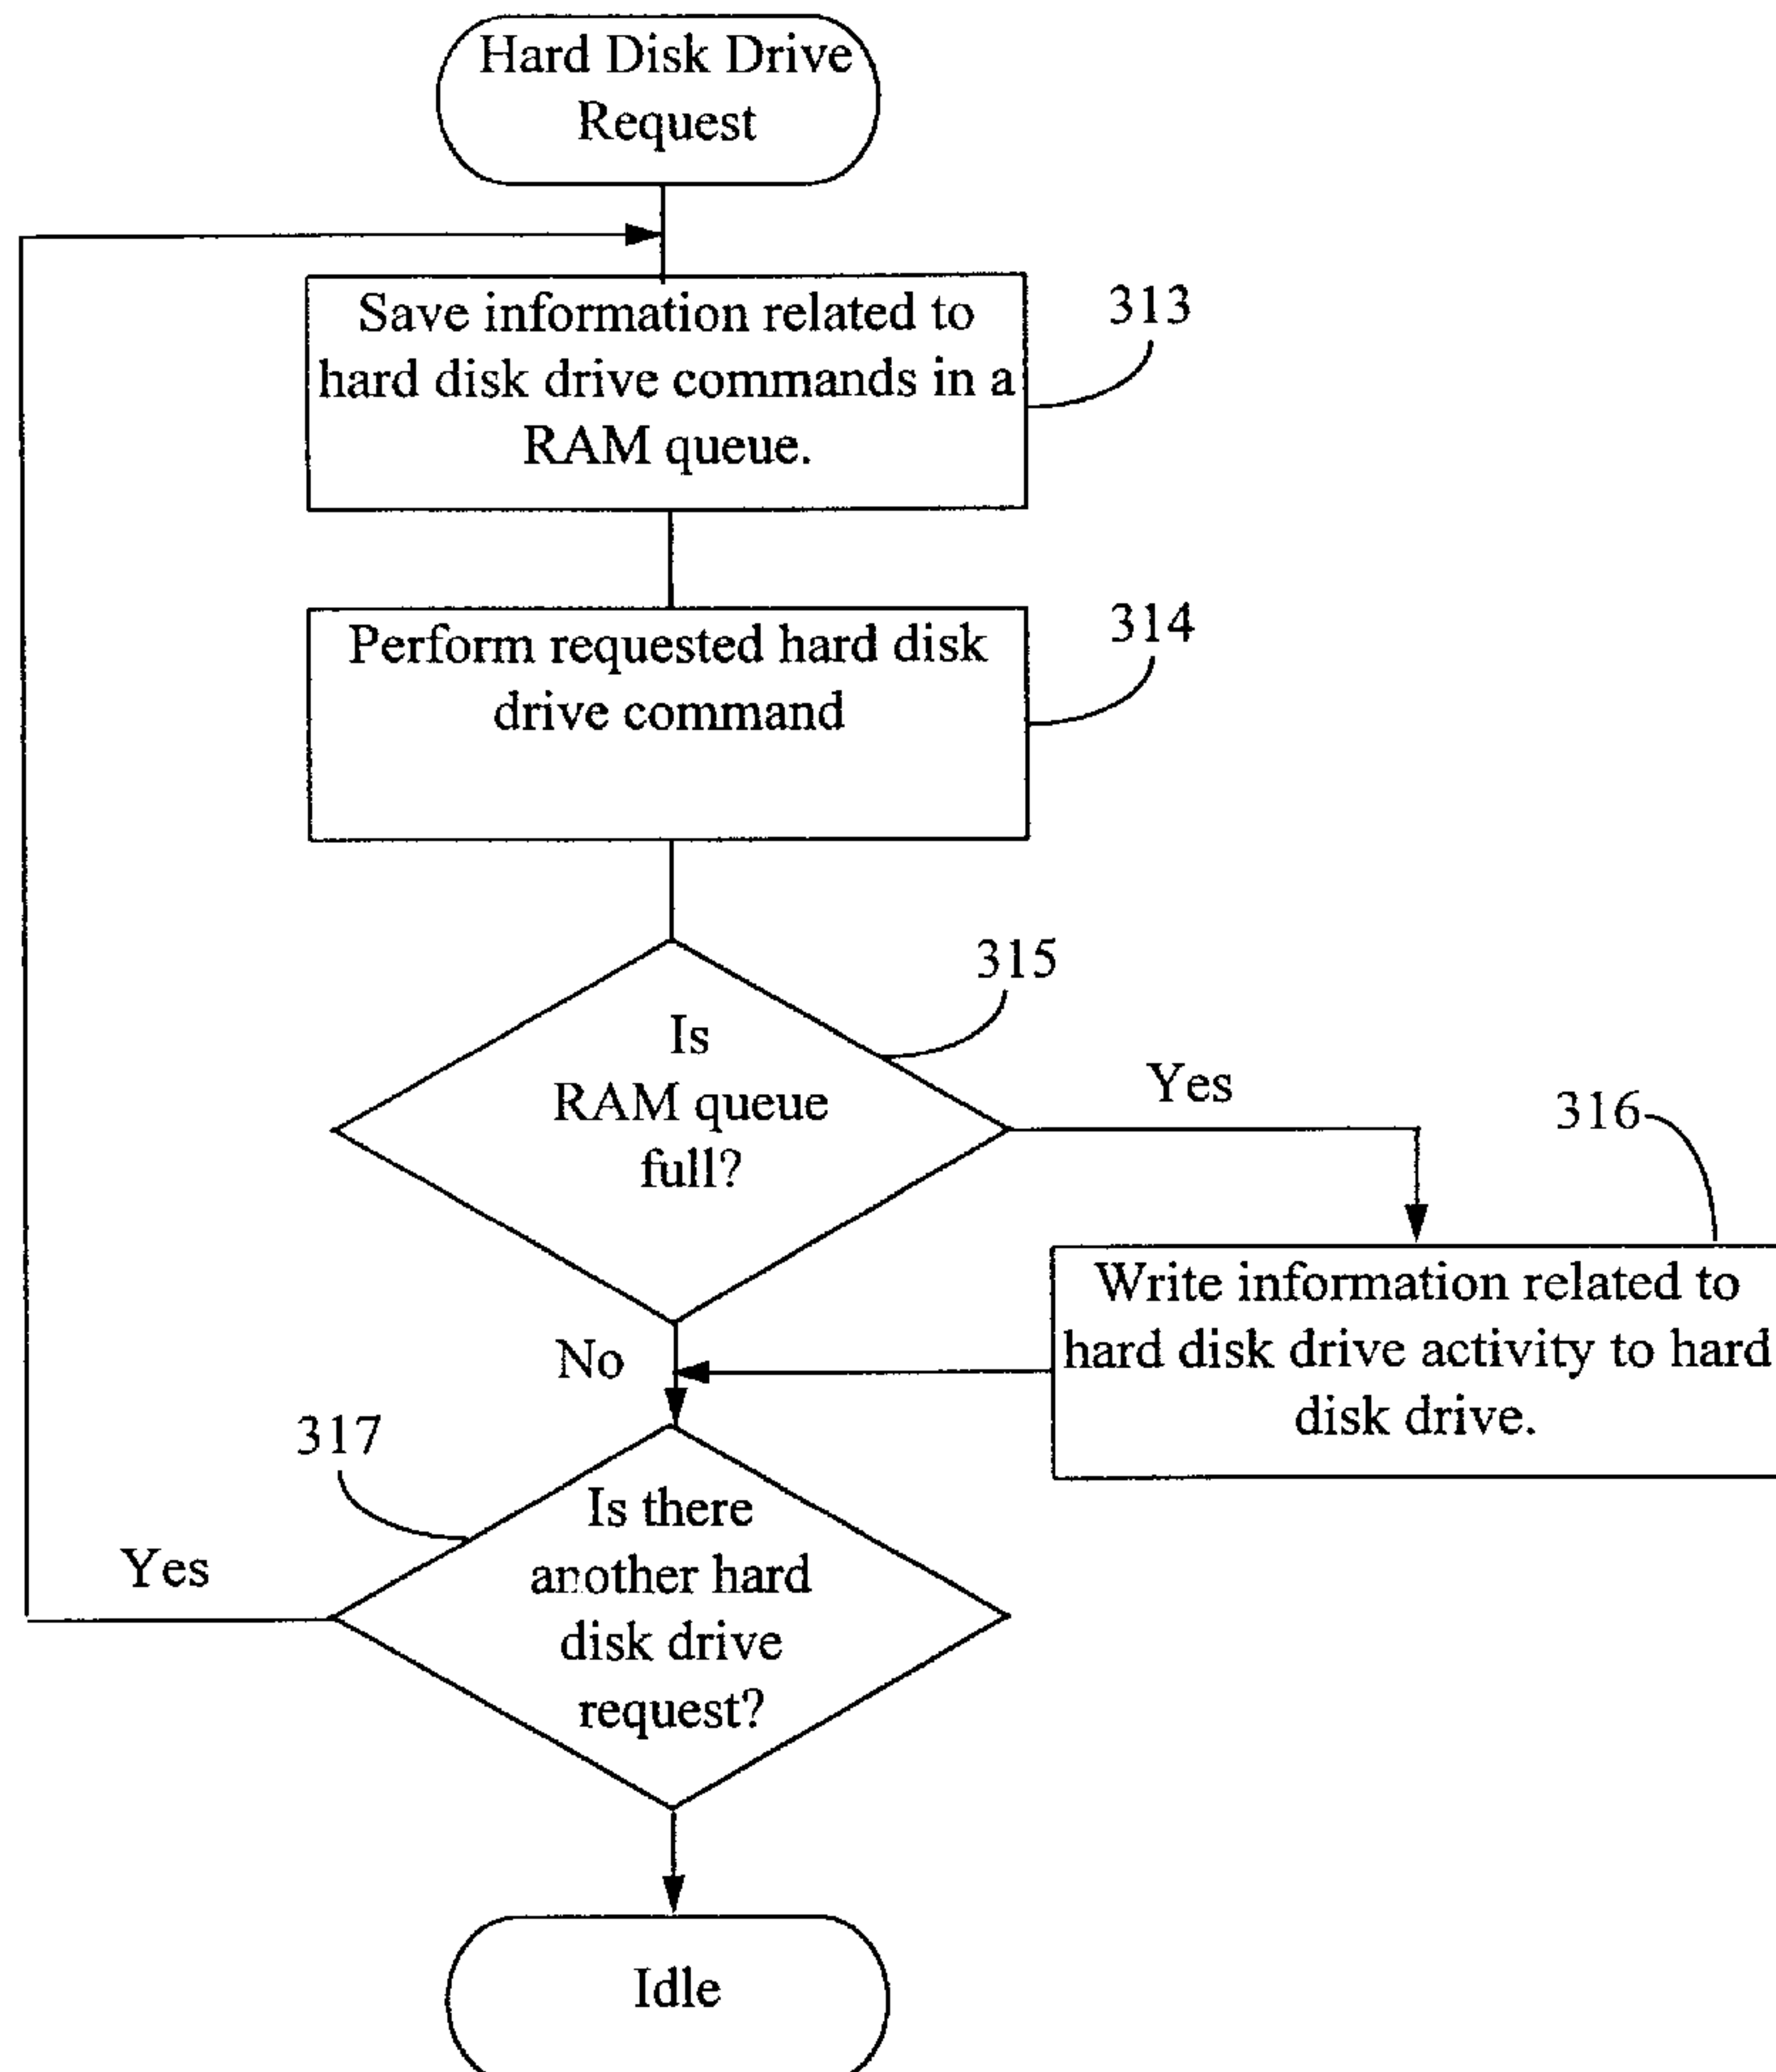 Hard Disk Drive
Request
Save information related to
hard disk drive commands in a
RAM queue.
313
Perform requested hard disk
drive command
314
Is
RAM queue
full?
315
Yes
316
Write information related to
hard disk drive activity to hard
disk drive.
No
317
Is there
another hard
disk drive
request?
Yes
Idle